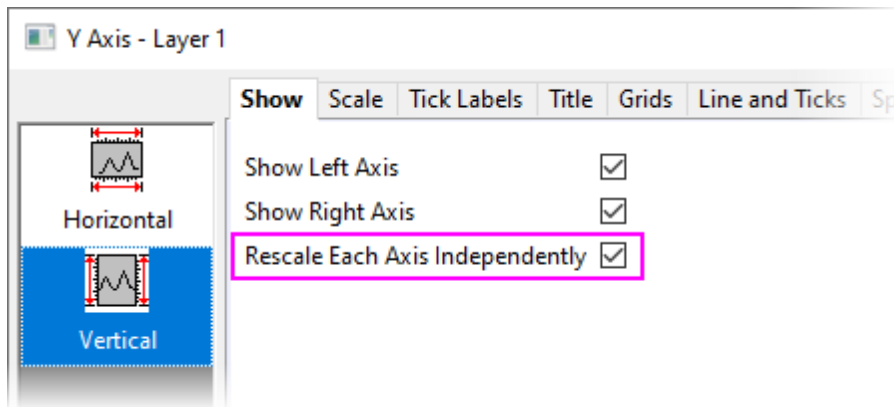 Y Axis - Layer 1
Show Scale Tick Labels Title Grids Line and Ticks
Horizontal
Vertical
Show Left Axis
Show Right Axis
Rescale Each Axis Independently